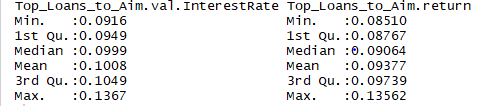 Top_Loans_to_Aim.val.InterestRate Top_Loans_to_Aim.return
Min.   :0.0916 Min.   :0.08510
1st Qu.:0.0949 1st Qu.:0.08767
Median :0.0999 Median :0.09064
Mean   :0.1008 Mean   :0.09377
3rd Qu.:0.1049 3rd Qu.:0.09739
Max.   :0.1367 Max.   :0.13562